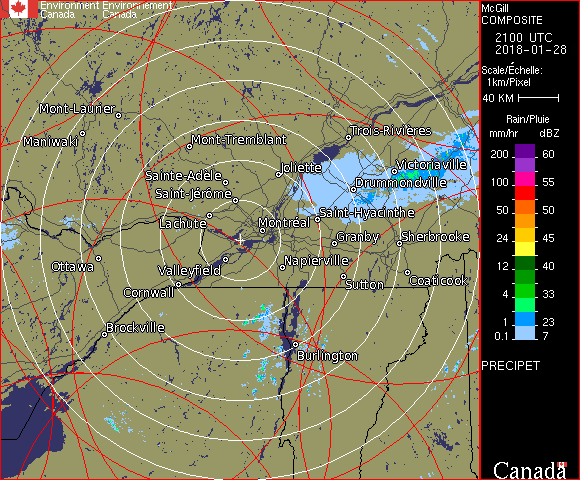 Environment Environnement
Canada Canada
McGill
COMPOSITE
2100 UTC
2018-01-28
Scale/Échelle:
1km/Pixel
40 KM
Rain/Pluie
mm/hr dBZ
200 60
100 55
50 50
24 45
12 40
4 33
1 23
0.1 7
PRECIPET
Mont-Laurier
Maniwaki
Mont-Tremblant
Trois-Rivières
Joliette
Victoriaville
Sainte-Adèle
Drummondville
Saint-Jérôme
Saint-Hyacinthe
Lachute
Montréal
Granby
Sherbrooke
Ottawa
Valleyfield
Napierville
Cornwall
Sutton
Coaticook
Brockville
Burlington
Canada